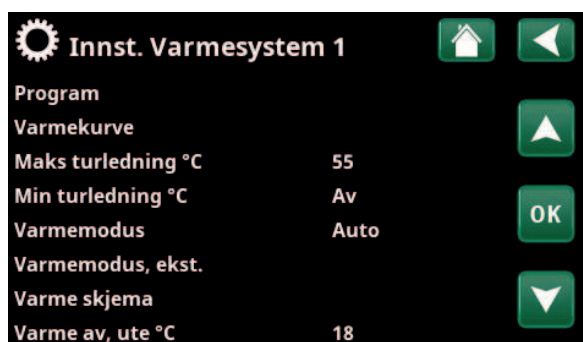 Innst. Varmesystem 1
Program
Varmekurve
Maks turledning °C 55
Min turledning °C Av
Varmemodus Auto
OK
Varmemodus, ekst.
Varme skjema
Varme av, ute °C 18